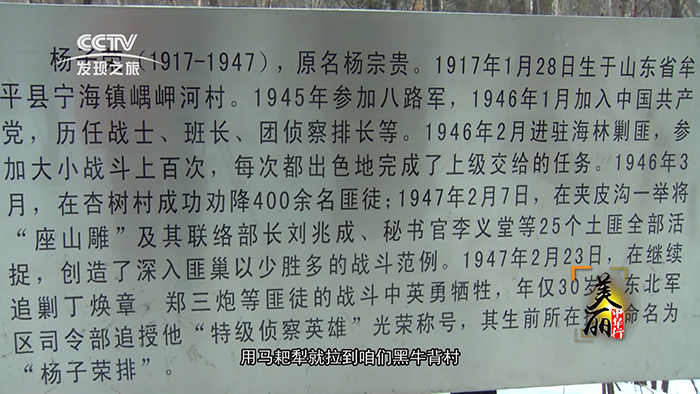 CCTV
发现之旅
杨子荣（1917-1947），原名杨宗贵。1917年1月28日生于山东省牟
平县宁海镇嵎岬河村。1945年参加八路军，1946年1月加入中国共产
党，历任战士、班长、团侦察排长等。1946年2月进驻海林剿匪，参
加大小战斗上百次，每次都出色地完成了上级交给的任务。1946年3
月，在杏树村成功劝降400余名匪徒；1947年2月7日，在夹皮沟一举将
“座山雕”及其联络部长刘兆成、秘书官李义堂等25个土匪全部活
捉，创造了深入匪巢以少胜多的战斗范例。1947年2月23日，在继续
追剿丁焕章 郑三炮等匪徒的战斗中英勇牺牲，年仅30岁 东北军
区司令部追授他“特级侦察英雄”光荣称号，其生前所在 命名为
“杨子荣排”。
美丽
中华行
用马耙犁就拉到咱们黑牛背村